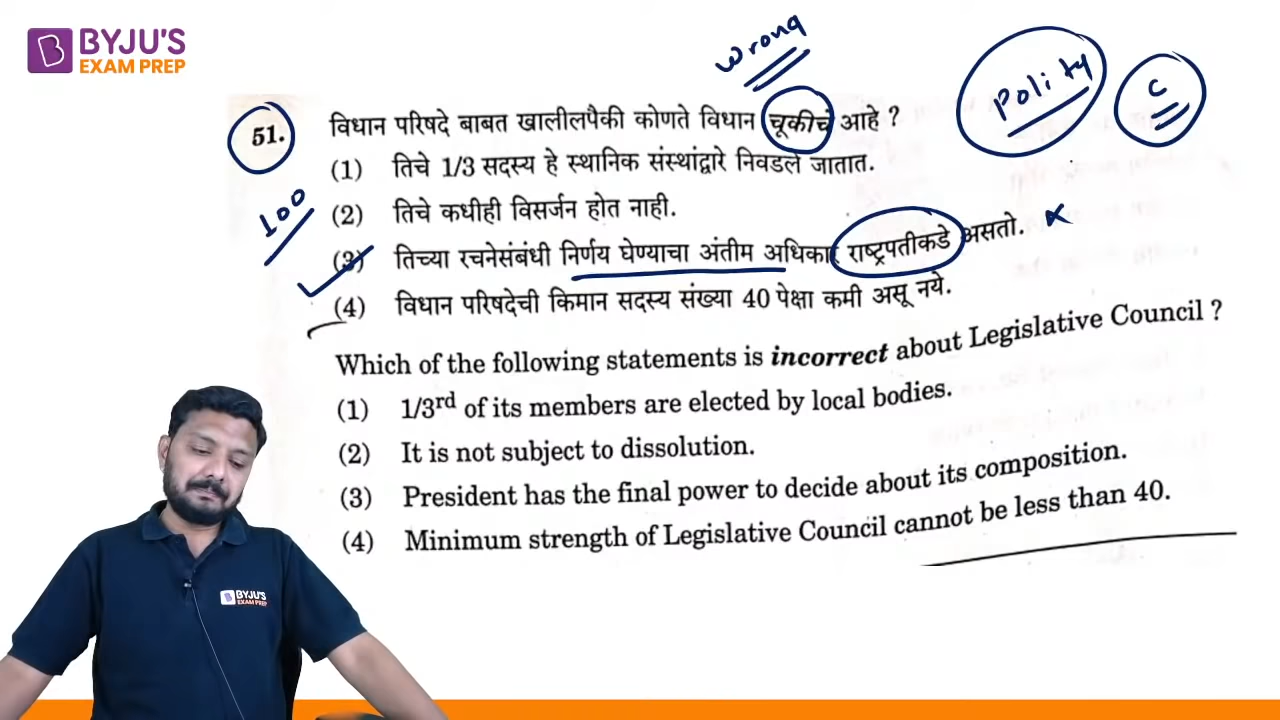 BYJU'S
EXAM PREP
wrong
Polity
C
51. विधान परिषदे बाबत खालीलपैकी कोणते विधान चूकीचे आहे ?
(1) तिचे 1/3 सदस्य हे स्थानिक संस्थांद्वारे निवडले जातात.
100
(2) तिचे कधीही विसर्जन होत नाही.
(3) तिच्या रचनेसंबंधी निर्णय घेण्याचा अंतीम अधिकार राष्ट्रपतीकडे असतो.
(4) विधान परिषदेची किमान सदस्य संख्या 40 पेक्षा कमी असू नये.
Which of the following statements is incorrect about Legislative Council ?
(1) 1/3rd of its members are elected by local bodies.
(2) It is not subject to dissolution.
(3) President has the final power to decide about its composition.
(4) Minimum strength of Legislative Council cannot be less than 40.
BYJU'S
EXAM PREP